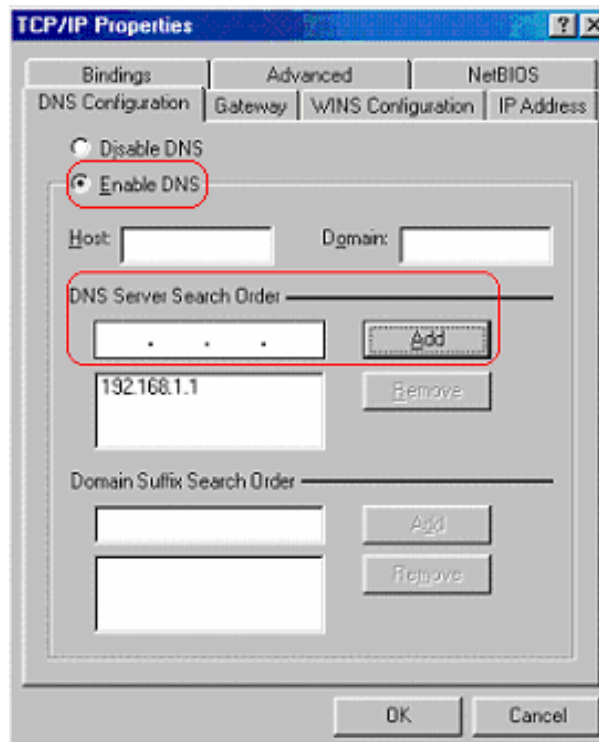 TCP/IP Properties
Bindings Advanced NetBIOS
DNS Configuration Gateway WINS Configuration IP Address
Disable DNS
Enable DNS
Host: Domain:
DNS Server Search Order
. . . Add
192.168.1.1 Remove
Domain Suffix Search Order
Add
Remove
OK Cancel